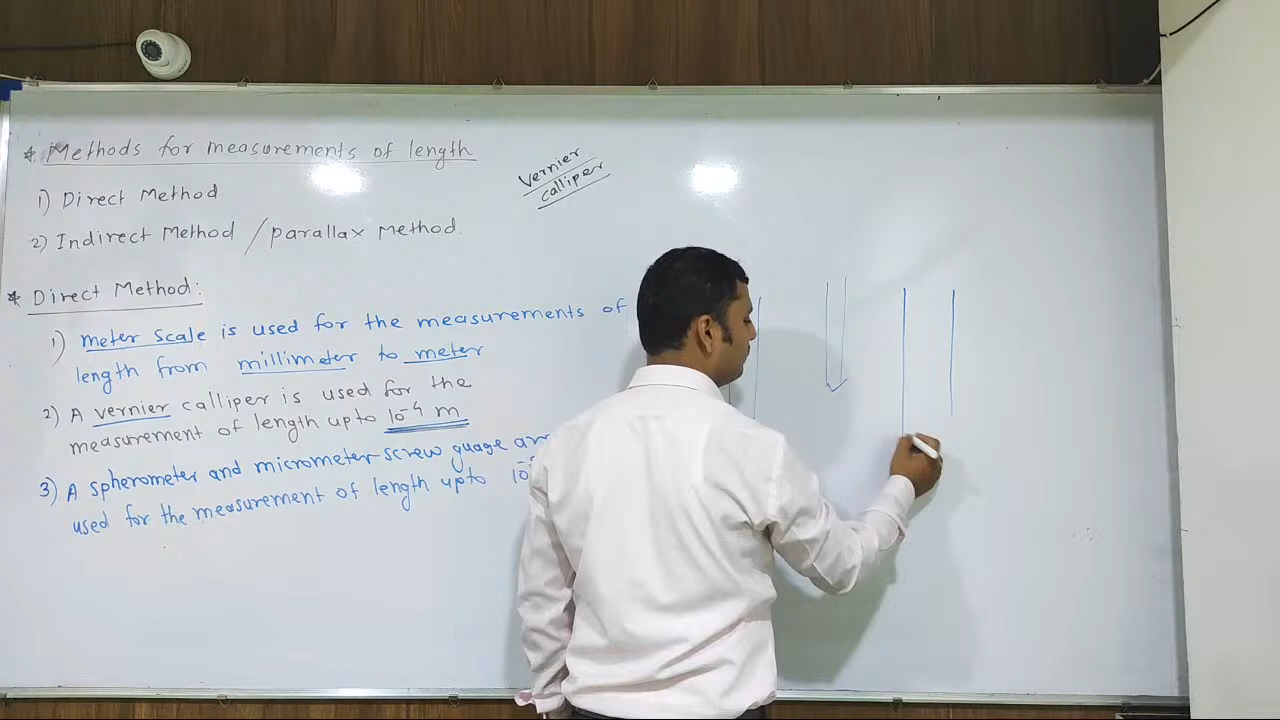 * Methods for measurements of length
1) Direct Method
2) Indirect Method / parallax Method.
Vernier
calliper
* Direct Method:
1) meter scale is used for the measurements of
length from millimeter to meter
2) A vernier calliper is used for the
measurement of length upto 10⁻⁴ m
3) A spherometer and micrometer screw guage are
used for the measurement of length upto 10⁻